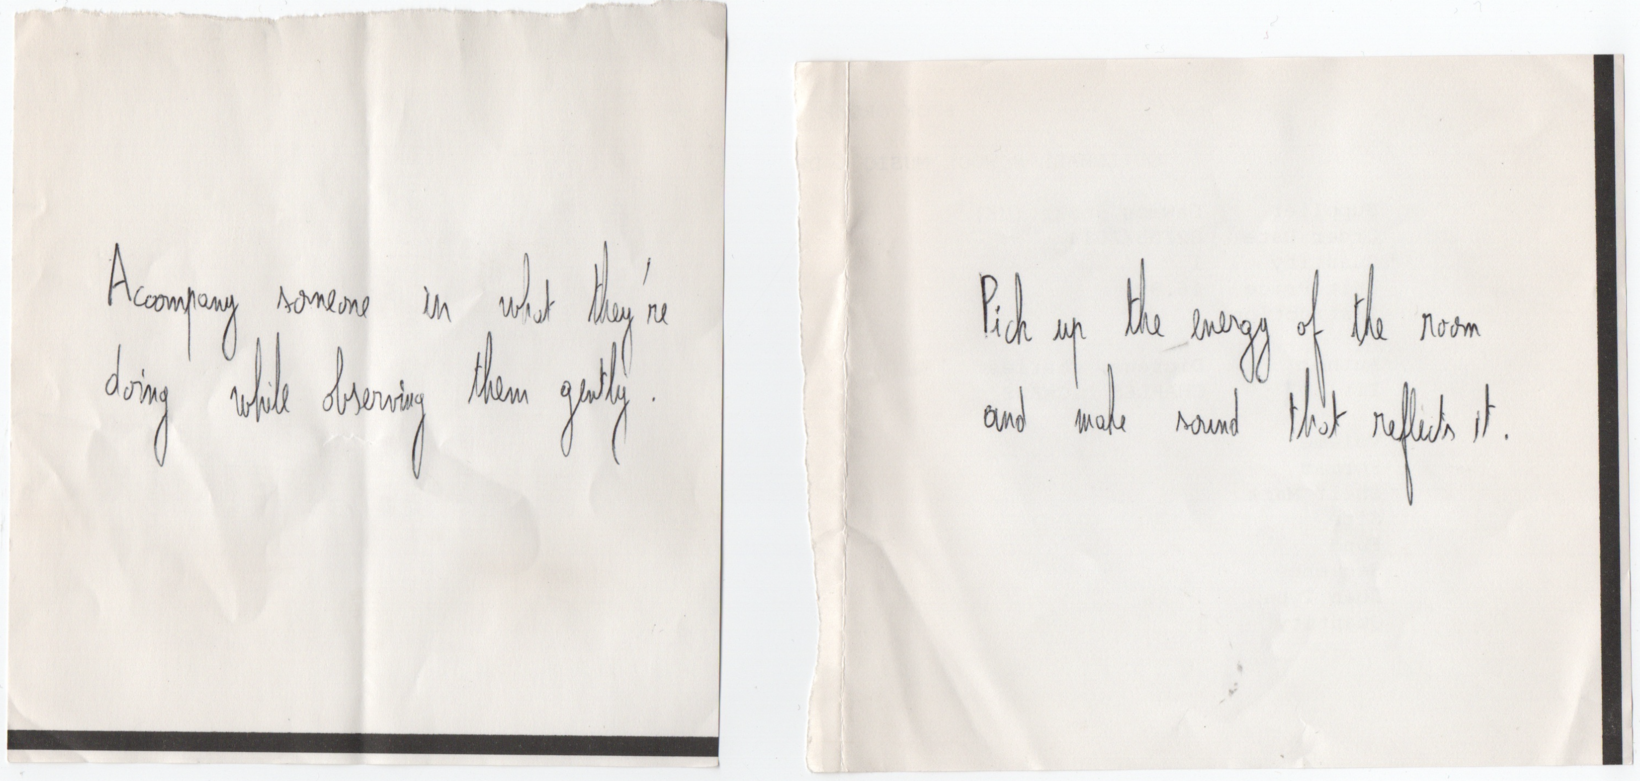 Accompany someone in what they're
doing while observing them gently.
Pick up the energy of the room
and make sound that reflects it.